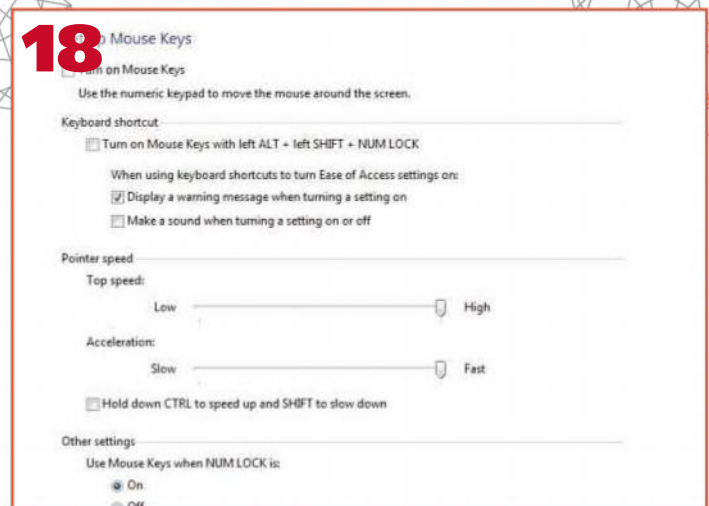 18
Mouse Keys
Turn on Mouse Keys
Use the numeric keypad to move the mouse around the screen.
Keyboard shortcut
Turn on Mouse Keys with left ALT + left SHIFT + NUM LOCK
When using keyboard shortcuts to turn Ease of Access settings on:
Display a warning message when turning a setting on
Make a sound when turning a setting on or off
Pointer speed
Top speed:
Low High
Acceleration:
Slow Fast
Hold down CTRL to speed up and SHIFT to slow down
Other settings
Use Mouse Keys when NUM LOCK is:
On
Off